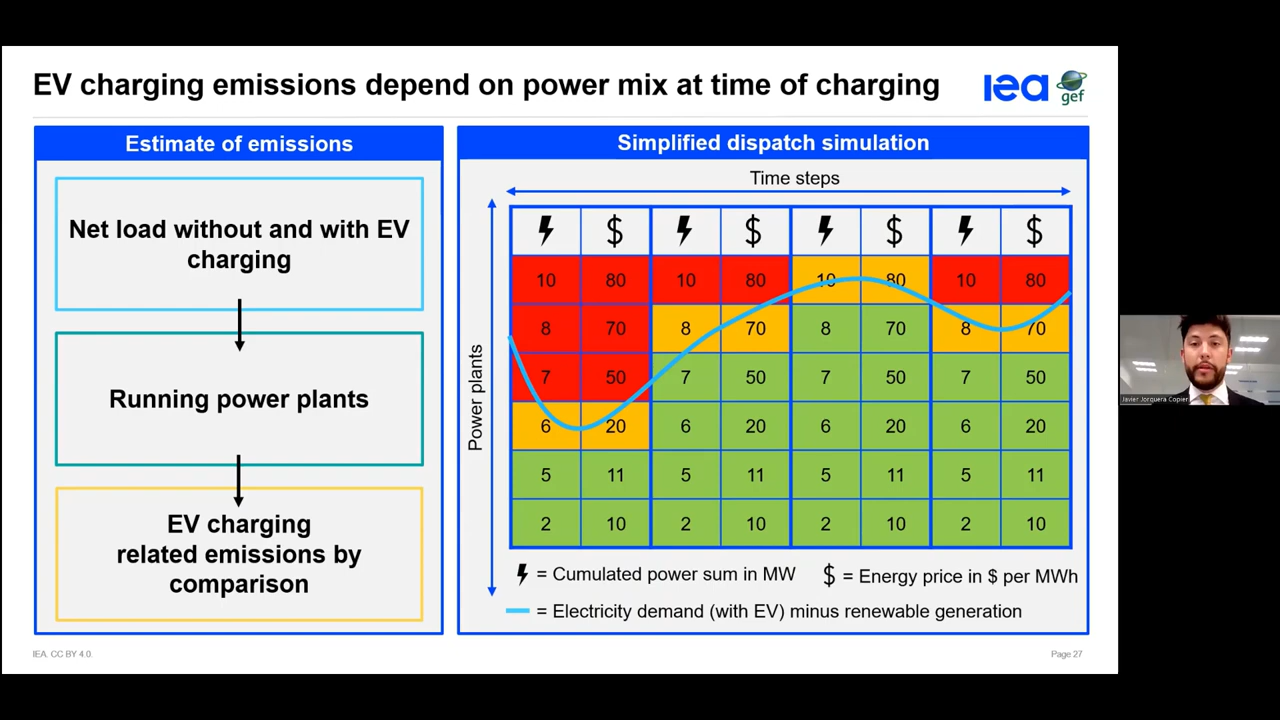 EV charging emissions depend on power mix at time of charging
iea
gef
Estimate of emissions
Net load without and with EV
charging
Running power plants
EV charging
related emissions by
comparison
Simplified dispatch simulation
Time steps
Power plants
$ $ $ $
10 80 10 80 10 80 10 80
8 70 8 70 8 70 8 70
7 50 7 50 7 50 7 50
6 20 6 20 6 20 6 20
5 11 5 11 5 11 5 11
2 10 2 10 2 10 2 10
= Cumulated power sum in MW $ = Energy price in $ per MWh
= Electricity demand (with EV) minus renewable generation
IEA. CC BY 4.0.
Page 27
Javier Jorquera Copier